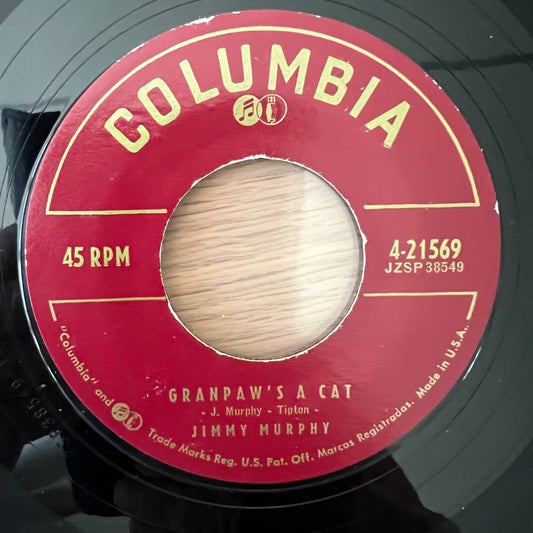 COLUMBIA
45 RPM
4-21569
JZSP 38549
GRANPAW'S A CAT
- J. Murphy - Tipton -
JIMMY MURPHY
"Columbia" and Trade Marks Reg. U.S. Pat. Off. Marcas Registradas. Made in U.S.A.